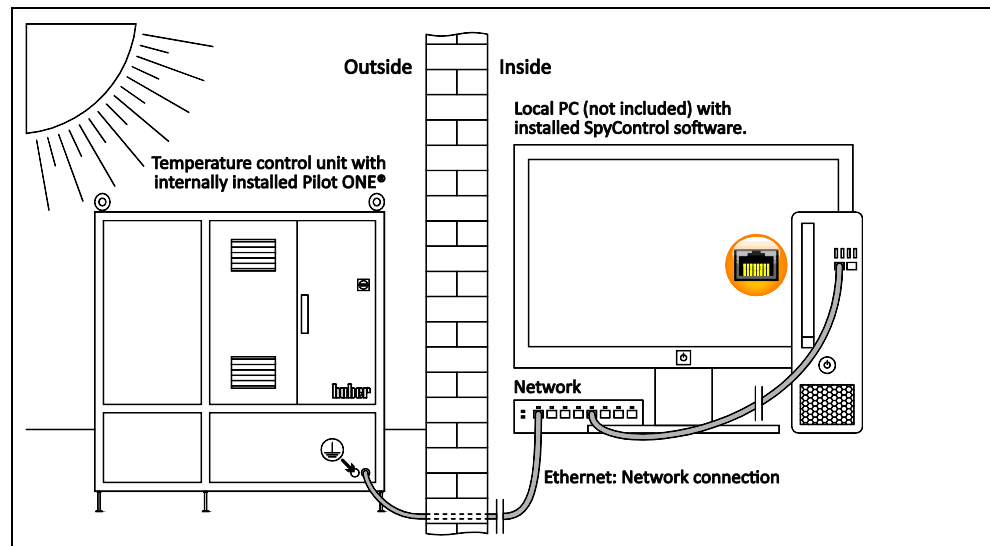 Outside
Inside
Local PC (not included) with
installed SpyControl software.
Temperature control unit with
internally installed Pilot ONE®
huber
Network
Ethernet: Network connection